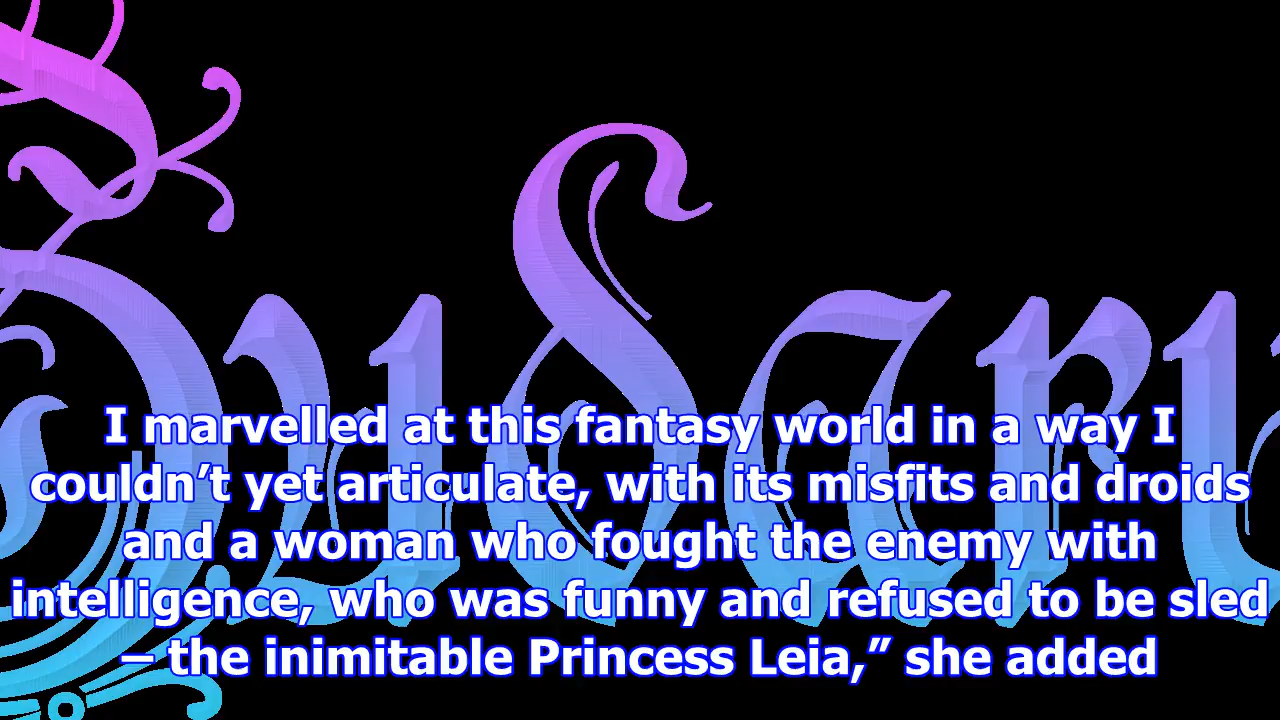 I marvelled at this fantasy world in a way I
couldn’t yet articulate, with its misfits and droids
and a woman who fought the enemy with
intelligence, who was funny and refused to be sled
– the inimitable Princess Leia,” she added